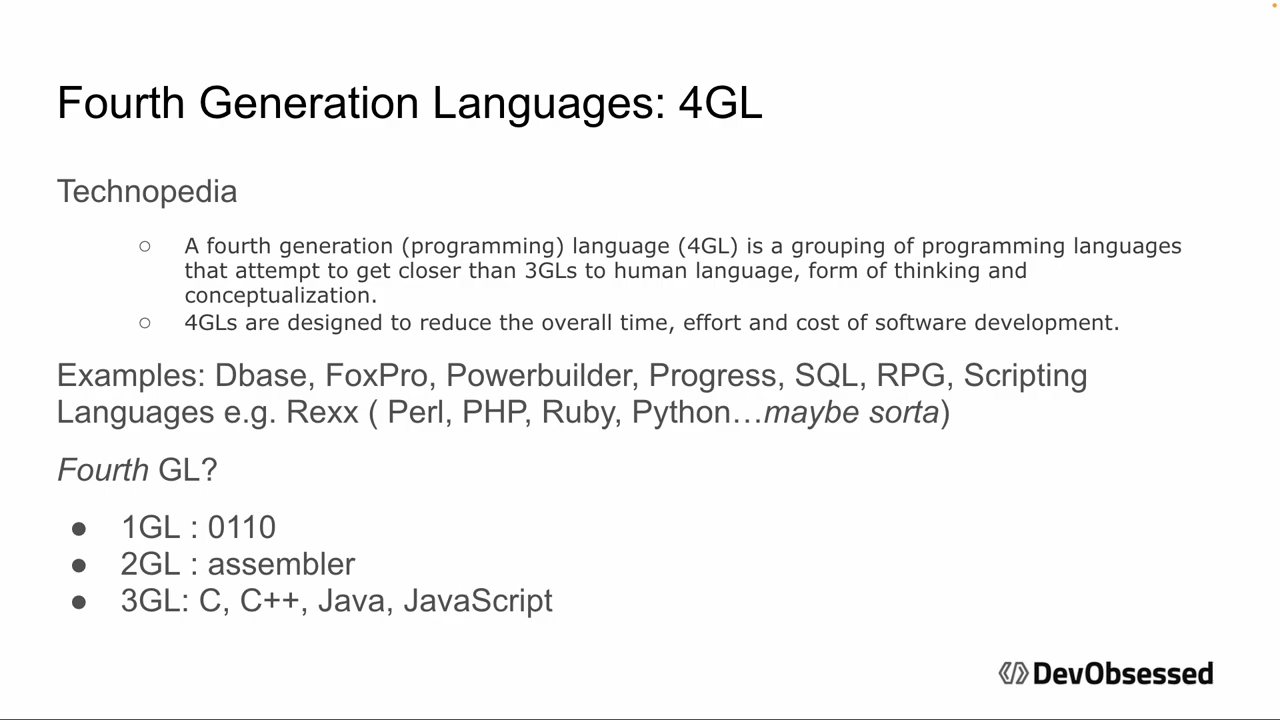 Fourth Generation Languages: 4GL
Technopedia
○ A fourth generation (programming) language (4GL) is a grouping of programming languages
that attempt to get closer than 3GLs to human language, form of thinking and
conceptualization.
○ 4GLs are designed to reduce the overall time, effort and cost of software development.
Examples: Dbase, FoxPro, Powerbuilder, Progress, SQL, RPG, Scripting
Languages e.g. Rexx ( Perl, PHP, Ruby, Python…maybe sorta)
Fourth GL?
● 1GL : 0110
● 2GL : assembler
● 3GL: C, C++, Java, JavaScript
DevObsessed